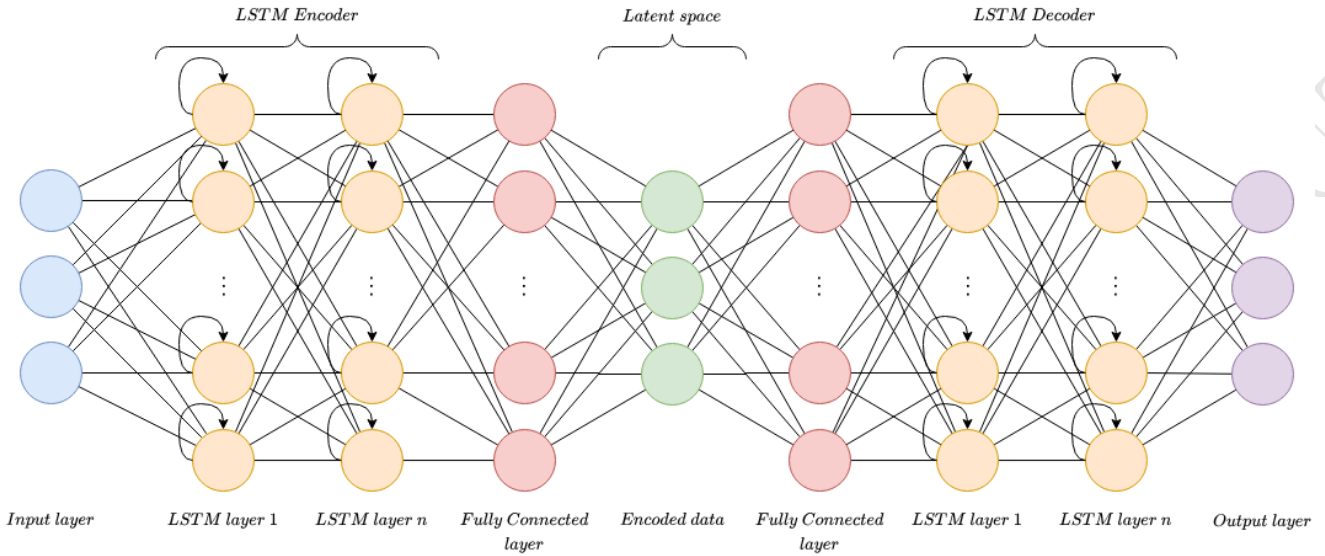 LSTM Encoder
Latent space
LSTM Decoder
Input layer
LSTM layer 1
LSTM layer n
Fully Connected
layer
Encoded data
Fully Connected
layer
LSTM layer 1
LSTM layer n
Output layer